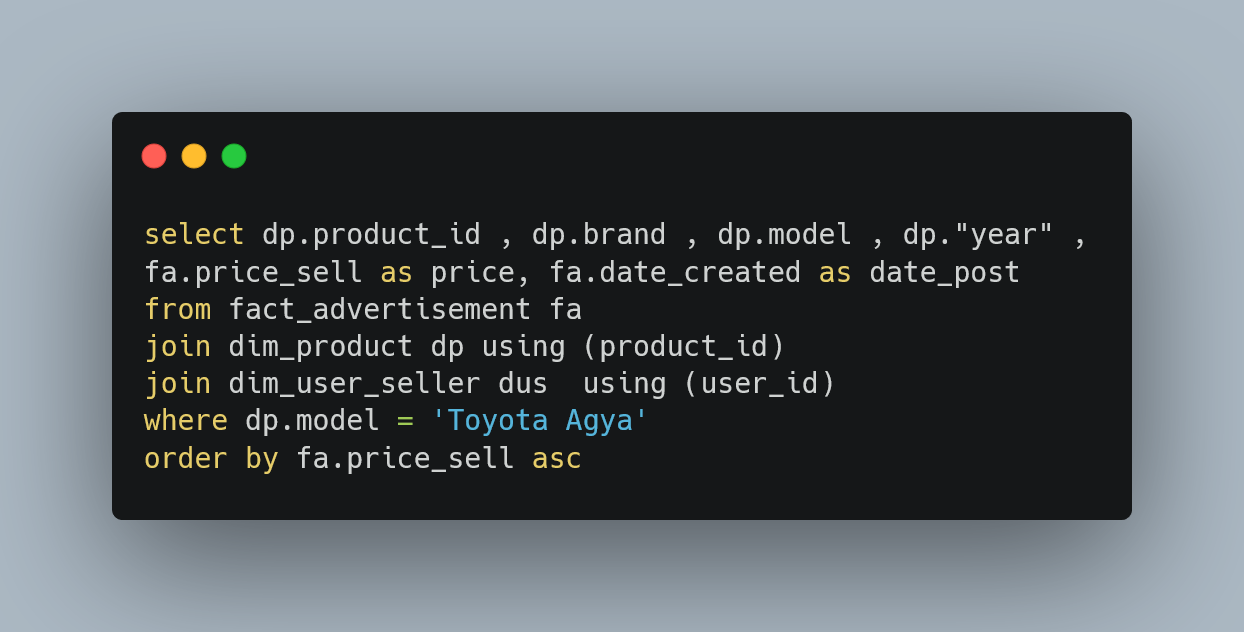 select dp.product_id , dp.brand , dp.model , dp."year" ,
fa.price_sell as price, fa.date_created as date_post
from fact_advertisement fa
join dim_product dp using (product_id)
join dim_user_seller dus  using (user_id)
where dp.model = 'Toyota Agya'
order by fa.price_sell asc